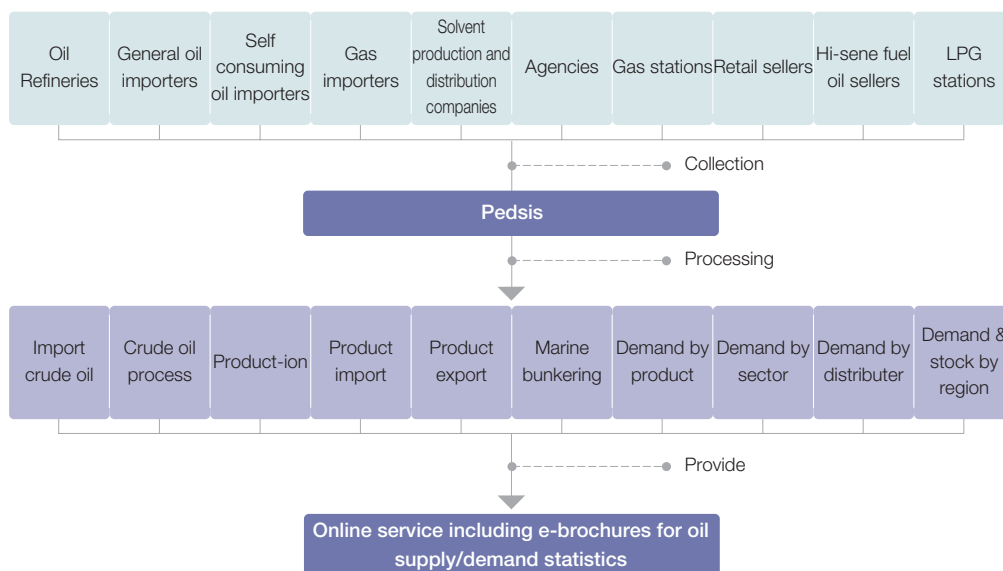 Oil
Refineries
General oil
importers
Self
consuming
oil importers
Gas
importers
Solvent
production and
distribution
companies
Agencies
Gas stations
Retail sellers
Hi-sene fuel
oil sellers
LPG
stations
Collection
Pedsis
Processing
Import
crude oil
Crude oil
process
Product-ion
Product
import
Product
export
Marine
bunkering
Demand by
product
Demand by
sector
Demand by
distributer
Demand &
stock by
region
Provide
Online service including e-brochures for oil
supply/demand statistics